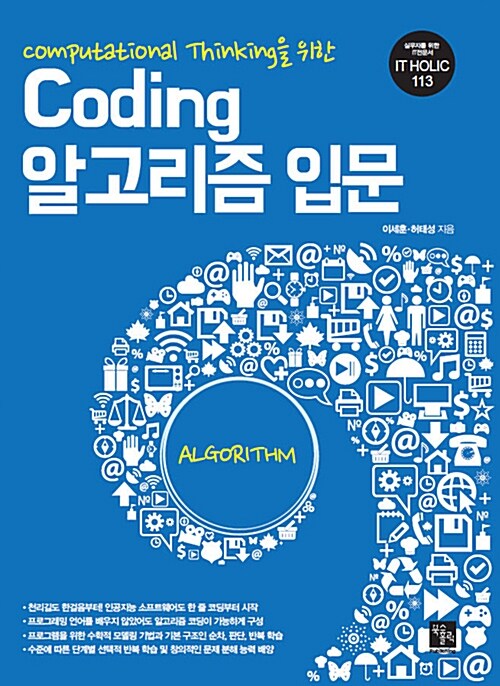 computational Thinking을 위한
실무자를 위한
IT전문서
IT HOLIC
113
Coding
알고리즘 입문
이세훈·허태성 지음
ALGORITHM
• 천리길도 한걸음부터! 인공지능 소프트웨어도 한 줄 코딩부터 시작
• 프로그래밍 언어를 배우지 않았어도 알고리즘 코딩이 가능하게 구성
• 프로그램을 위한 수학적 모델링 기법과 기본 구조인 순차, 판단, 반복 학습
• 수준에 따른 단계별 선택적 반복 학습 및 창의적인 문제 분해 능력 배양
북스홀릭